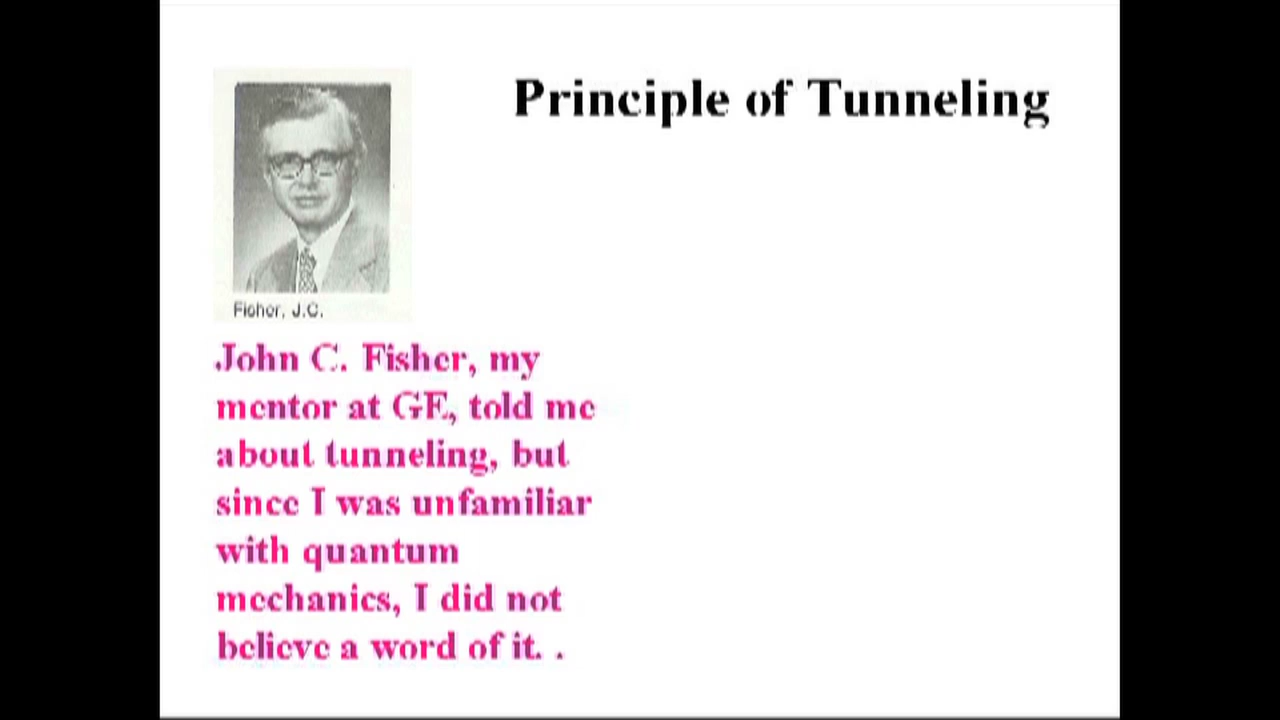 Principle of Tunneling
Fisher, J.C.
John C. Fisher, my
mentor at GE, told me
about tunneling, but
since I was unfamiliar
with quantum
mechanics, I did not
believe a word of it. .